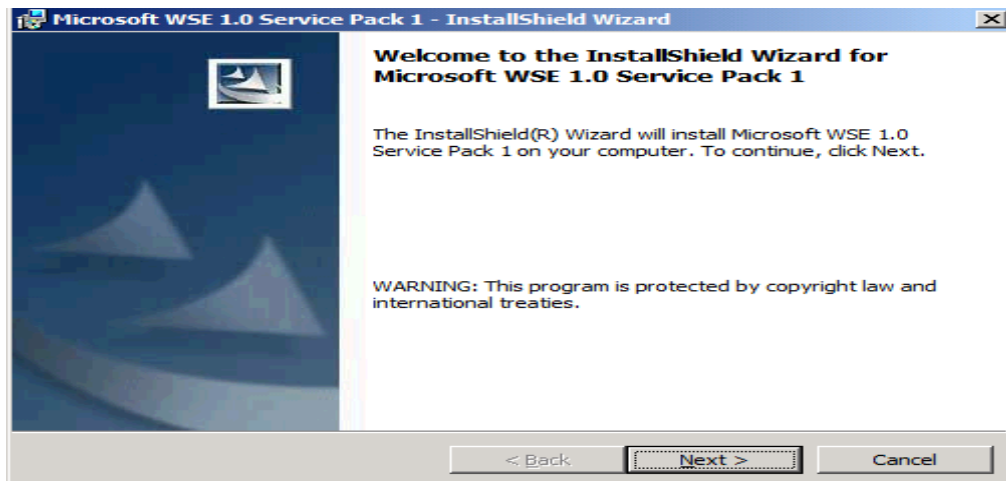 Microsoft WSE 1.0 Service Pack 1 - InstallShield Wizard
Welcome to the InstallShield Wizard for
Microsoft WSE 1.0 Service Pack 1
The InstallShield(R) Wizard will install Microsoft WSE 1.0
Service Pack 1 on your computer. To continue, click Next.
WARNING: This program is protected by copyright law and
international treaties.
< Back Next > Cancel